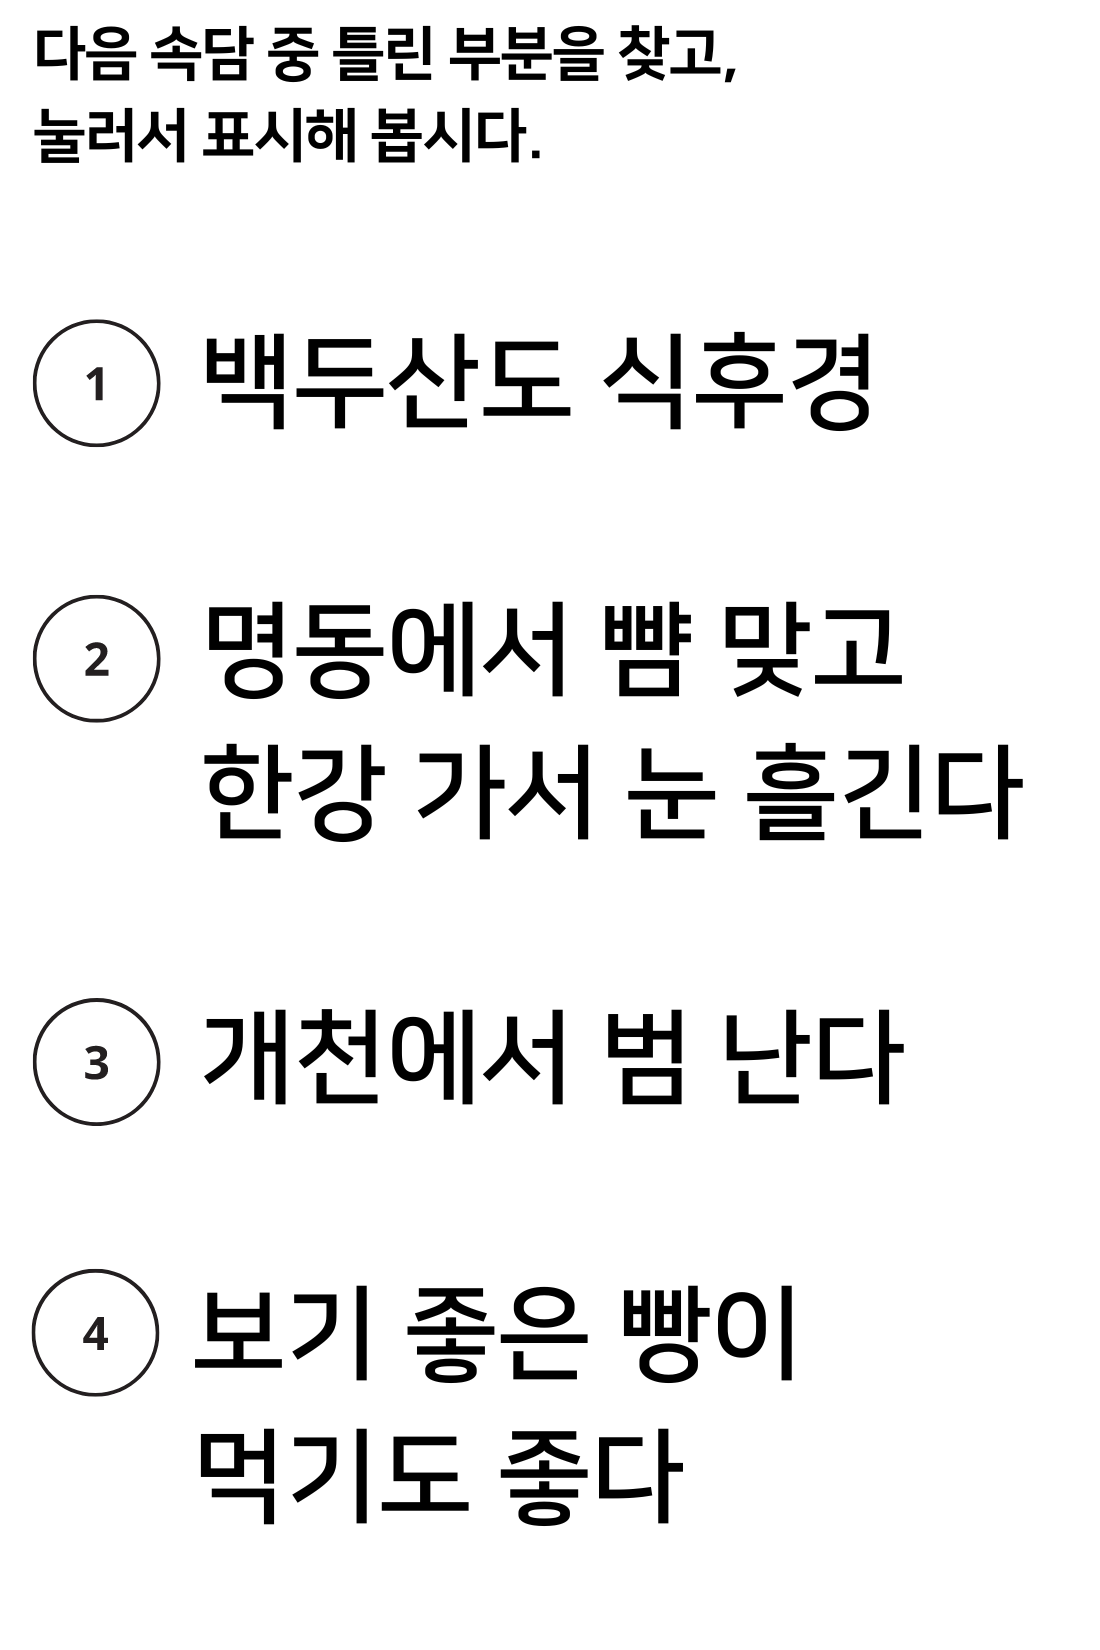 다음 속담 중 틀린 부분을 찾고,
눌러서 표시해 봅시다.
1 백두산도 식후경
2 명동에서 뺨 맞고
한강 가서 눈 흘긴다
3 개천에서 범 난다
4 보기 좋은 빵이
먹기도 좋다